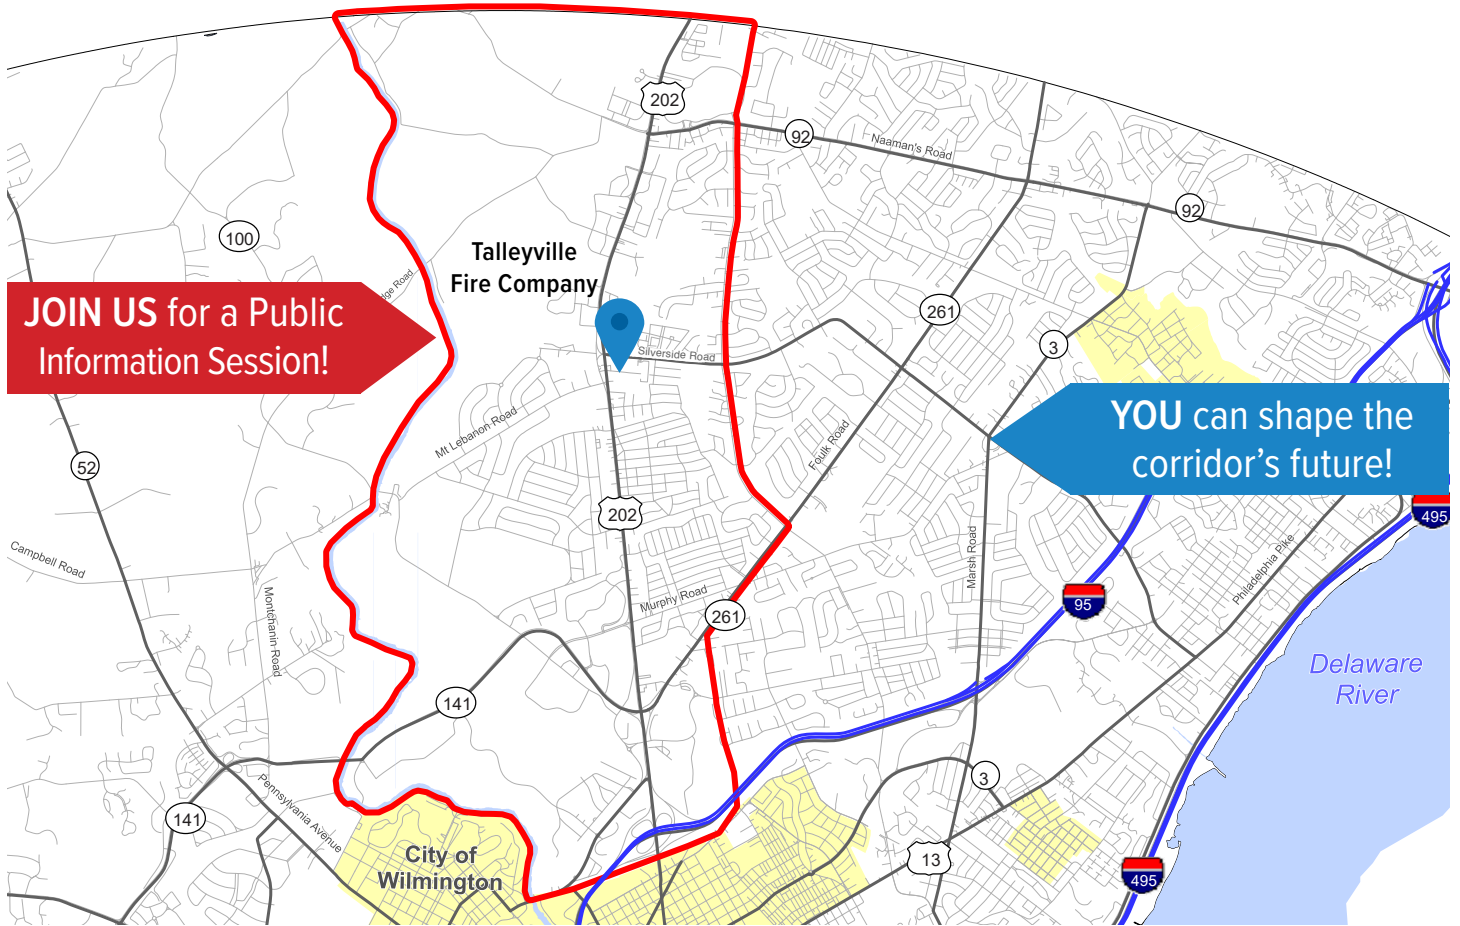 202
92
Naaman's Road
92
100
Talleyville
Fire Company
JOIN US for a Public
Information Session!
261
3
Silverside Road
YOU can shape the
corridor's future!
Mt Lebanon Road
Foulk Road
52
202
495
Campbell Road
Marsh Road
Philadelphia Pike
95
Montchanin Road
Murphy Road
261
Delaware
River
141
3
Pennsylvania Avenue
141
City of
Wilmington
13
495